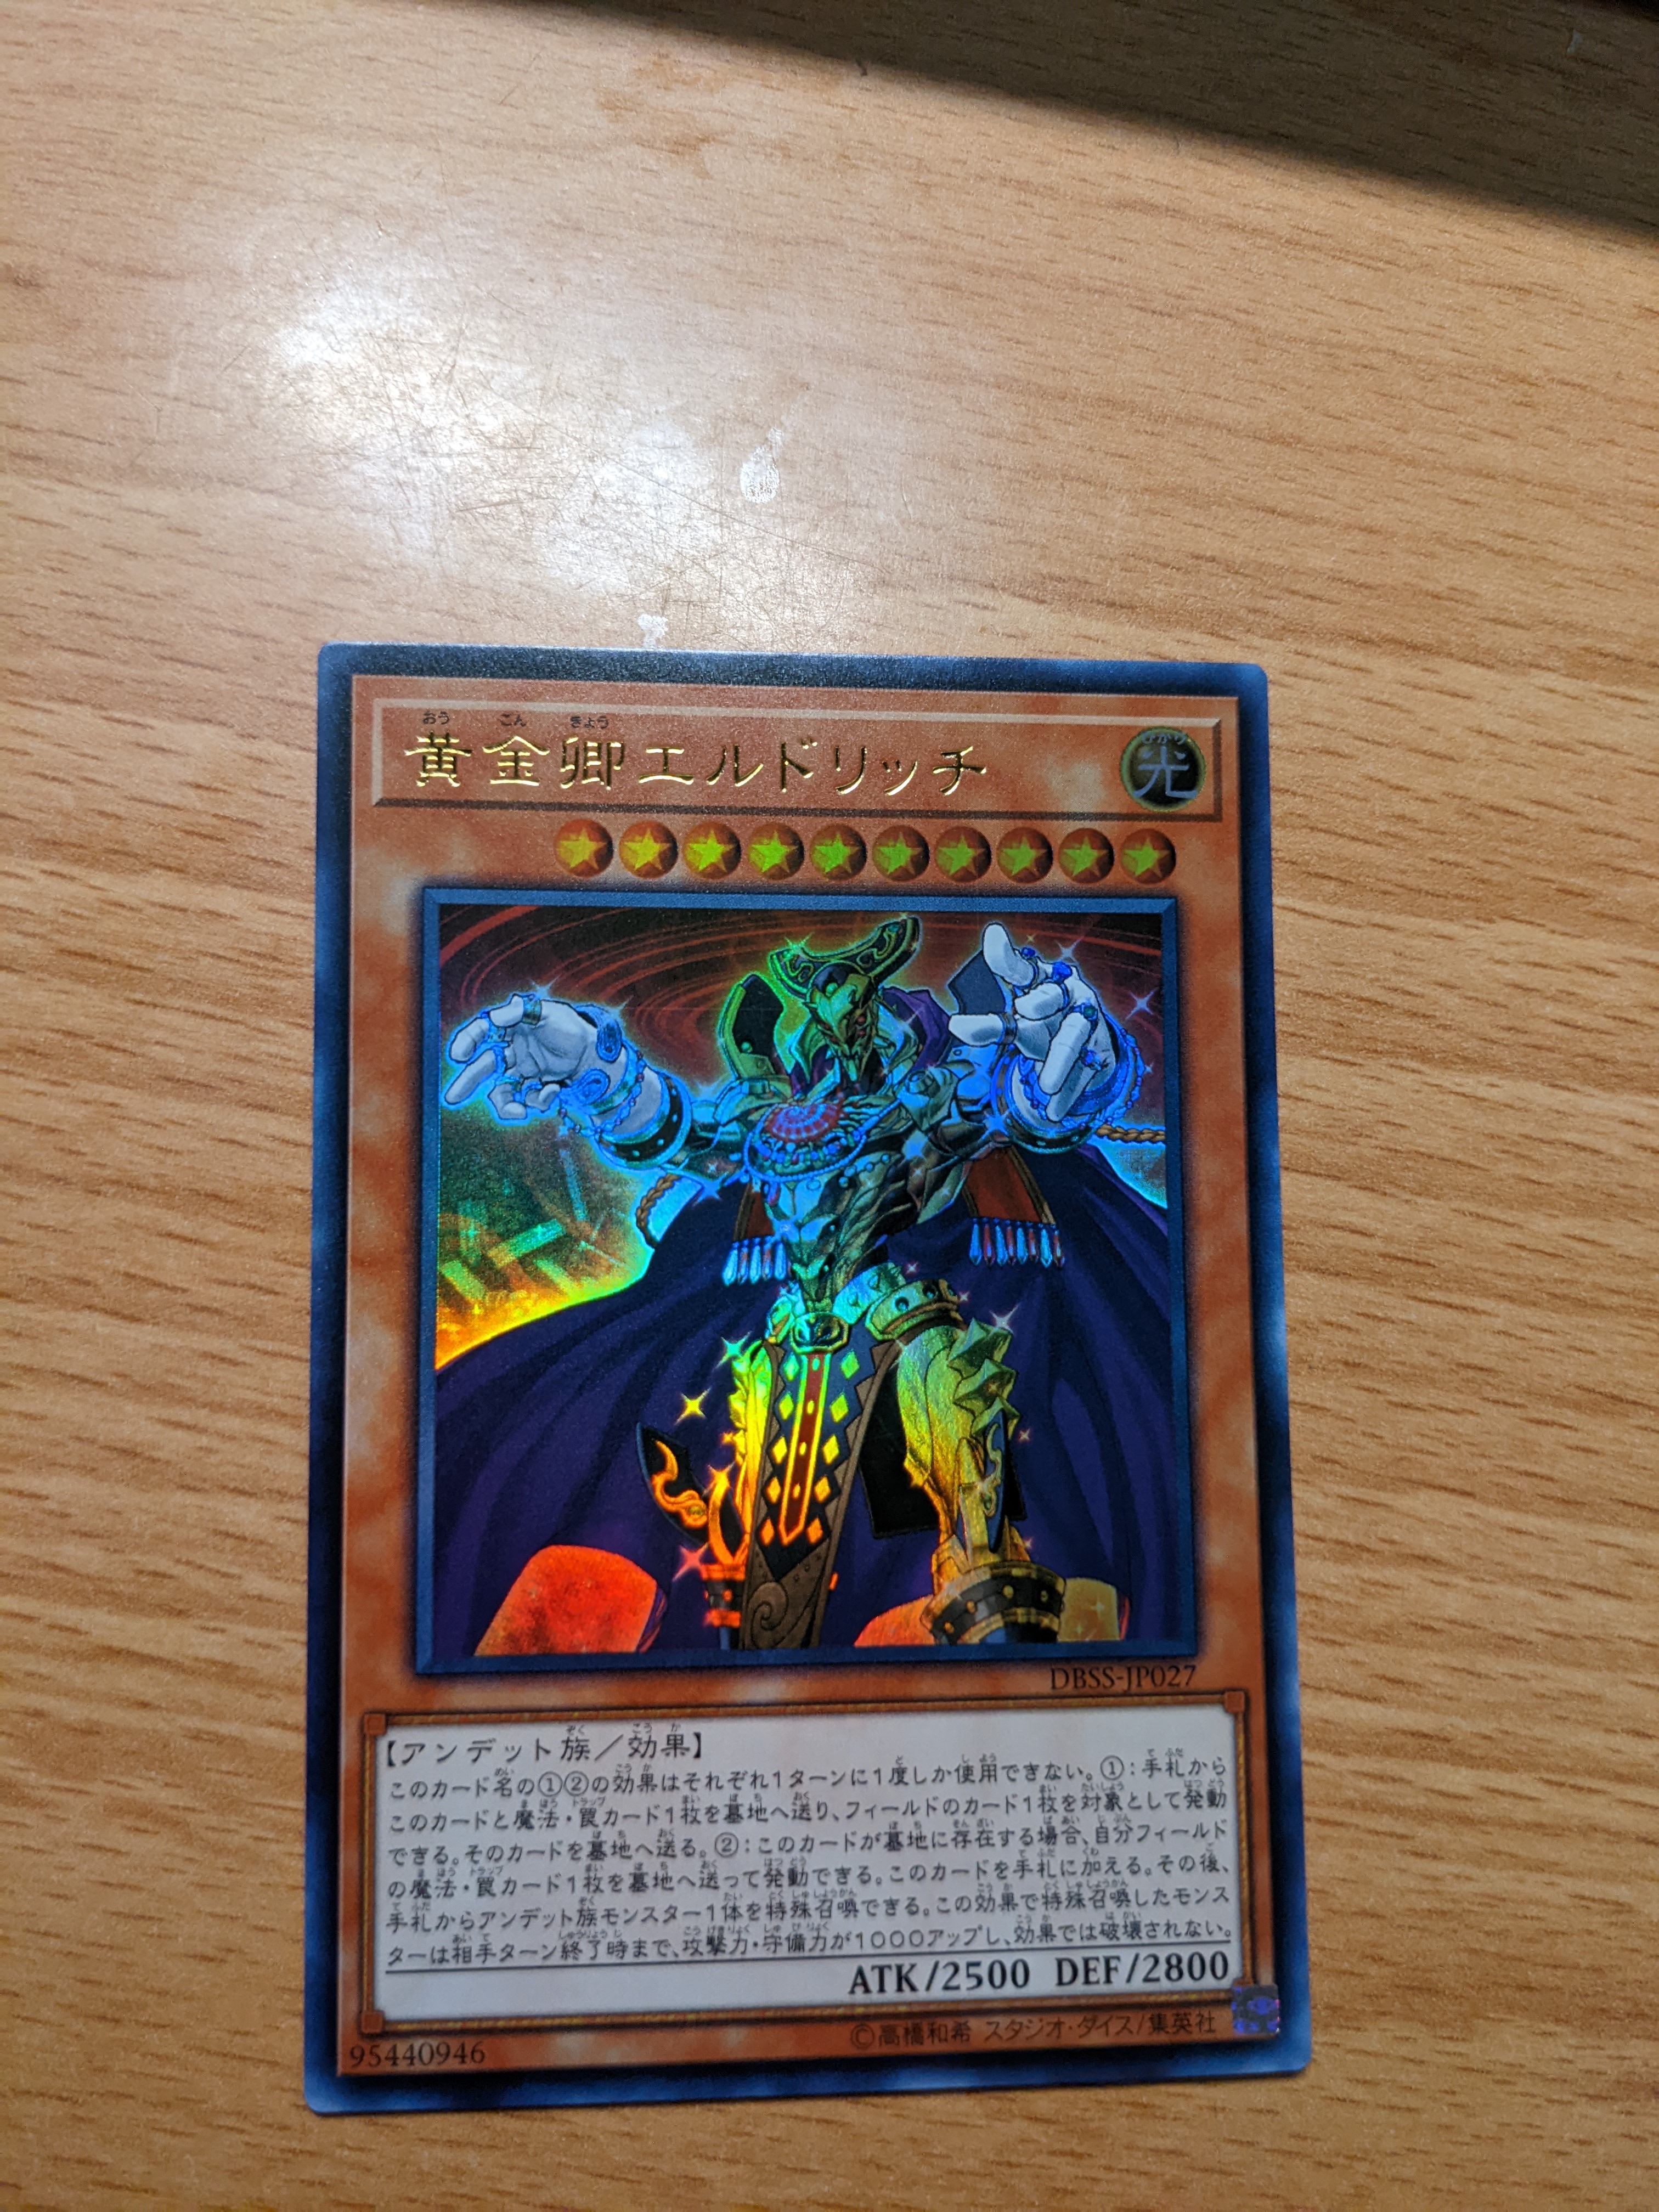 黄金卿エルドリッチ
光
DBSS-JP027
【アンデット族／効果】
このカード名の①②の効果はそれぞれ1ターンに1度しか使用できない。①：手札から
このカードと魔法・罠カード1枚を墓地へ送り、フィールドのカード1枚を対象として発動
できる。そのカードを墓地へ送る。②：このカードが墓地に存在する場合、自分フィールド
の魔法・罠カード1枚を墓地へ送って発動できる。このカードを手札に加える。その後、
手札からアンデット族モンスター1体を特殊召喚できる。この効果で特殊召喚したモンス
ターは相手ターン終了時まで、攻撃力・守備力が1000アップし、効果では破壊されない。
ATK/2500 DEF/2800
95440946
©高橋和希 スタジオ・ダイス/集英社